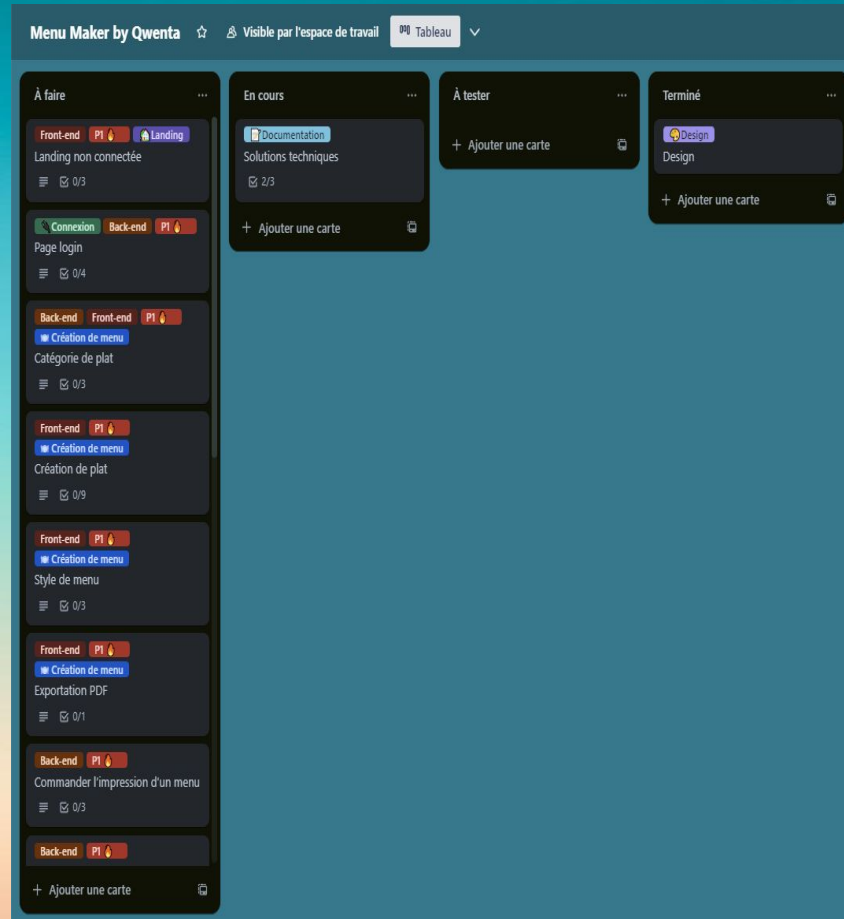 Menu Maker by Qwenta
Visible par l'espace de travail
Tableau
À faire
Front-end P1 Landing
Landing non connectée
0/3
Connexion Back-end P1
Page login
0/4
Back-end Front-end P1
Création de menu
Catégorie de plat
0/3
Front-end P1
Création de menu
Création de plat
0/9
Front-end P1
Création de menu
Style de menu
0/3
Front-end P1
Création de menu
Exportation PDF
0/1
Back-end P1
Commander l'impression d'un menu
0/3
Back-end P1
+ Ajouter une carte
En cours
Documentation
Solutions techniques
2/3
+ Ajouter une carte
À tester
+ Ajouter une carte
Terminé
Design
Design
+ Ajouter une carte